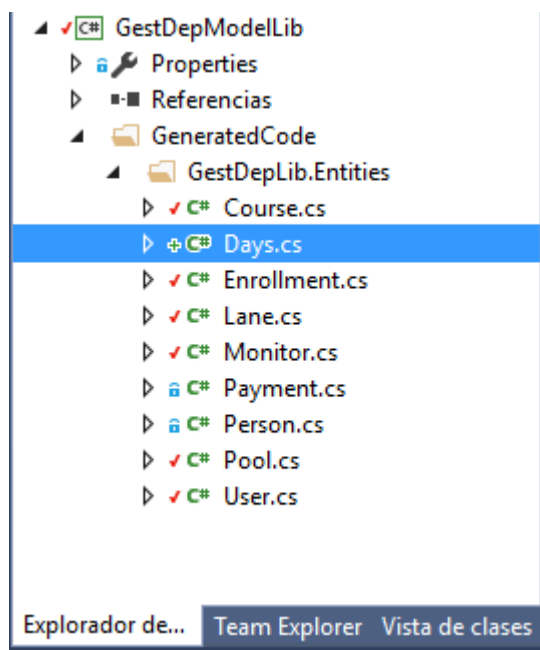 C# GestDepModelLib
Properties
Referencias
GeneratedCode
GestDepLib.Entities
C# Course.cs
C# Days.cs
C# Enrollment.cs
C# Lane.cs
C# Monitor.cs
C# Payment.cs
C# Person.cs
C# Pool.cs
C# User.cs
Explorador de... Team Explorer Vista de clases